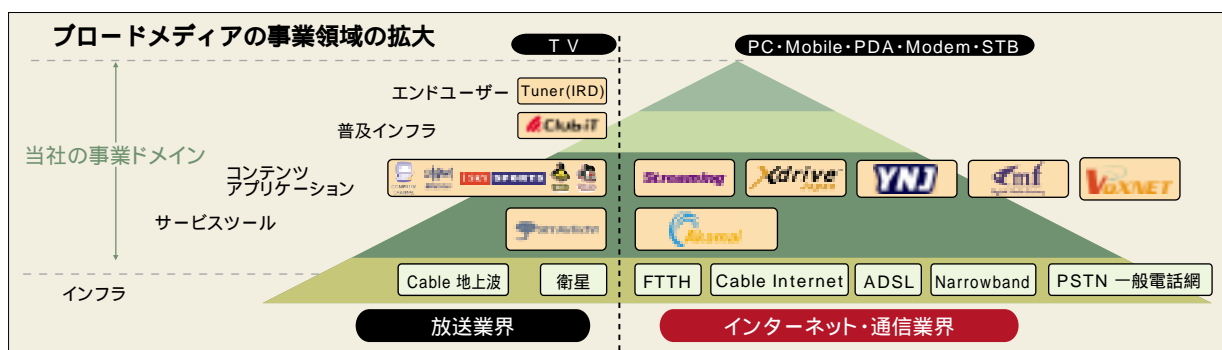 ブロードメディアの事業領域の拡大
TV
PC・Mobile・PDA・Modem・STB
エンドユーザー
Tuner(IRD)
普及インフラ
Club iT
当社の事業ドメイン
コンテンツ
アプリケーション
SPORTS
Streaming
Xdrive
Japan
YNJ
mf
VOXNET
サービスツール
Akamai
インフラ
Cable 地上波
衛星
FTTH
Cable Internet
ADSL
Narrowband
PSTN 一般電話網
放送業界
インターネット・通信業界